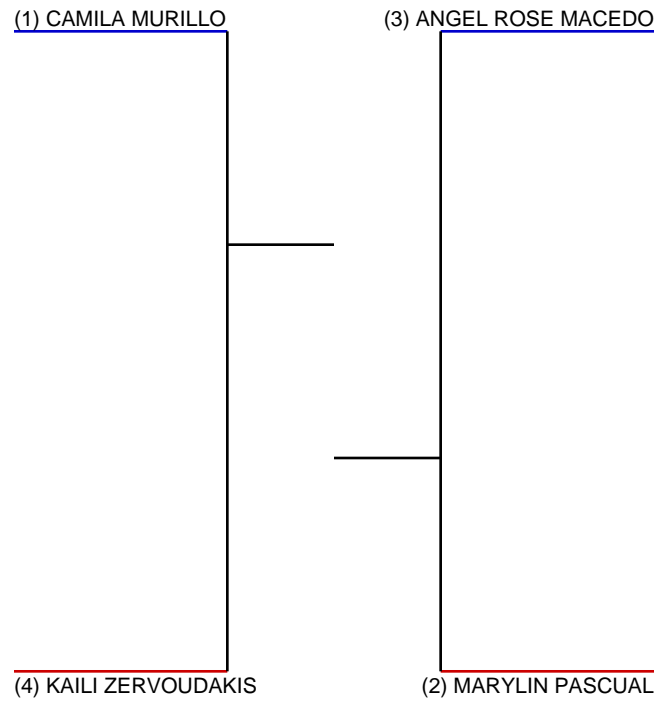 (1) CAMILA MURILLO
(3) ANGEL ROSE MACEDO
(4) KAILI ZERVOUDAKIS
(2) MARYLIN PASCUAL